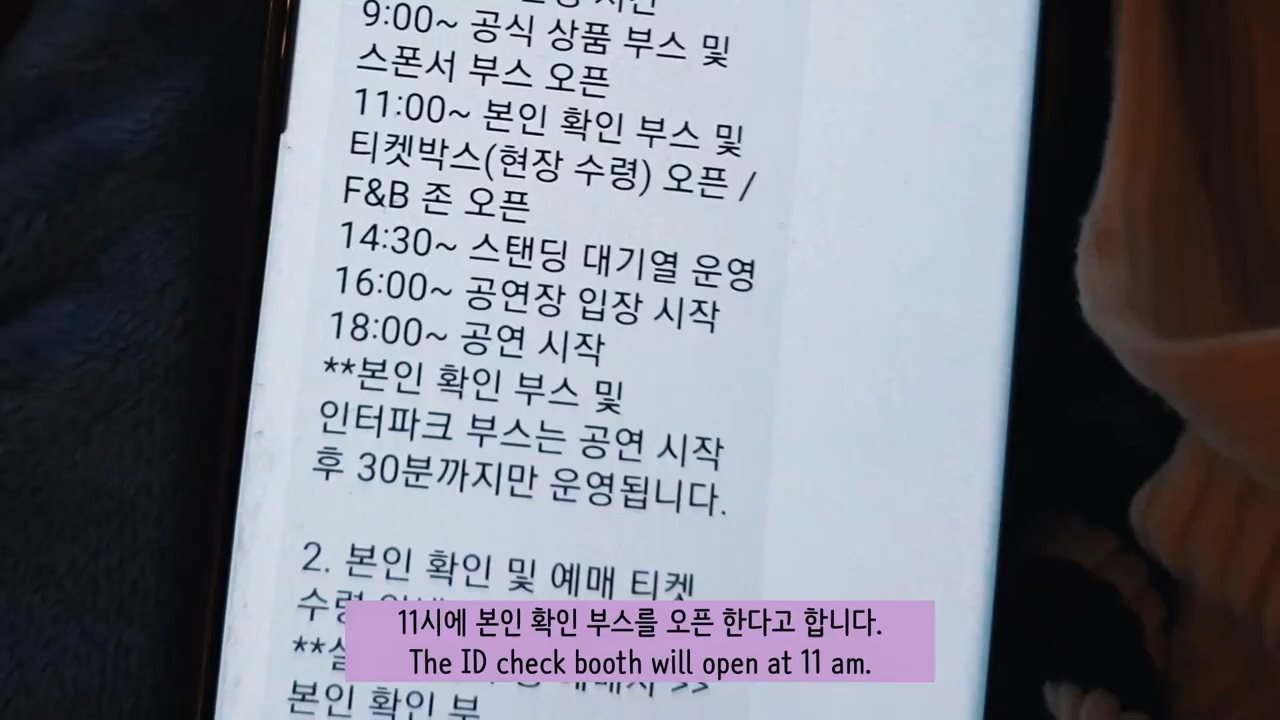 9:00~ 공식 상품 부스 및
스폰서 부스 오픈
11:00~ 본인 확인 부스 및
티켓박스(현장 수령) 오픈 /
F&B 존 오픈
14:30~ 스탠딩 대기열 운영
16:00~ 공연장 입장 시작
18:00~ 공연 시작
**본인 확인 부스 및
인터파크 부스는 공연 시작
후 30분까지만 운영됩니다.
2. 본인 확인 및 예매 티켓
본인 확인 부
11시에 본인 확인 부스를 오픈 한다고 합니다.
The ID check booth will open at 11 am.